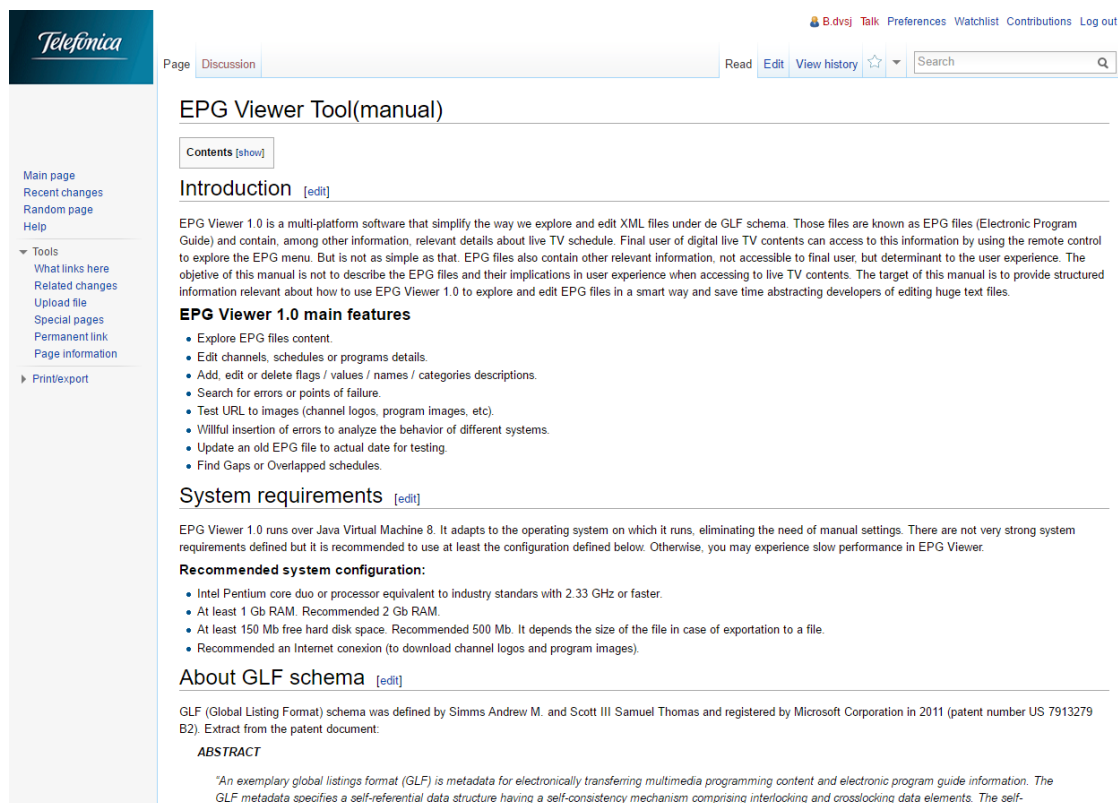 Telefónica
B.dvsj Talk Preferences Watchlist Contributions Log out
Page Discussion
Read Edit View history Search
EPG Viewer Tool(manual)
Contents [show]
Main page
Recent changes
Random page
Help
Tools
What links here
Related changes
Upload file
Special pages
Permanent link
Page information
Print/export
Introduction [edit]
EPG Viewer 1.0 is a multi-platform software that simplify the way we explore and edit XML files under de GLF schema. Those files are known as EPG files (Electronic Program
Guide) and contain, among other information, relevant details about live TV schedule. Final user of digital live TV contents can access to this information by using the remote control
to explore the EPG menu. But is not as simple as that. EPG files also contain other relevant information, not accessible to final user, but determinant to the user experience. The
objetive of this manual is not to describe the EPG files and their implications in user experience when accessing to live TV contents. The target of this manual is to provide structured
information relevant about how to use EPG Viewer 1.0 to explore and edit EPG files in a smart way and save time abstracting developers of editing huge text files.
EPG Viewer 1.0 main features
Explore EPG files content.
Edit channels, schedules or programs details.
Add, edit or delete flags / values / names / categories descriptions.
Search for errors or points of failure.
Test URL to images (channel logos, program images, etc).
Willful insertion of errors to analyze the behavior of different systems.
Update an old EPG file to actual date for testing.
Find Gaps or Overlapped schedules.
System requirements [edit]
EPG Viewer 1.0 runs over Java Virtual Machine 8. It adapts to the operating system on which it runs, eliminating the need of manual settings. There are not very strong system
requirements defined but it is recommended to use at least the configuration defined below. Otherwise, you may experience slow performance in EPG Viewer.
Recommended system configuration:
Intel Pentium core duo or processor equivalent to industry standars with 2.33 GHz or faster.
At least 1 Gb RAM. Recommended 2 Gb RAM.
At least 150 Mb free hard disk space. Recommended 500 Mb. It depends the size of the file in case of exportation to a file.
Recommended an Internet conexion (to download channel logos and program images).
About GLF schema [edit]
GLF (Global Listing Format) schema was defined by Simms Andrew M. and Scott III Samuel Thomas and registered by Microsoft Corporation in 2011 (patent number US 7913279
B2). Extract from the patent document:
ABSTRACT
"An exemplary global listings format (GLF) is metadata for electronically transferring multimedia programming content and electronic program guide information. The
GLF metadata specifies a self-referential data structure having a self-consistency mechanism comprising interlocking and crosslocking data elements. The self-